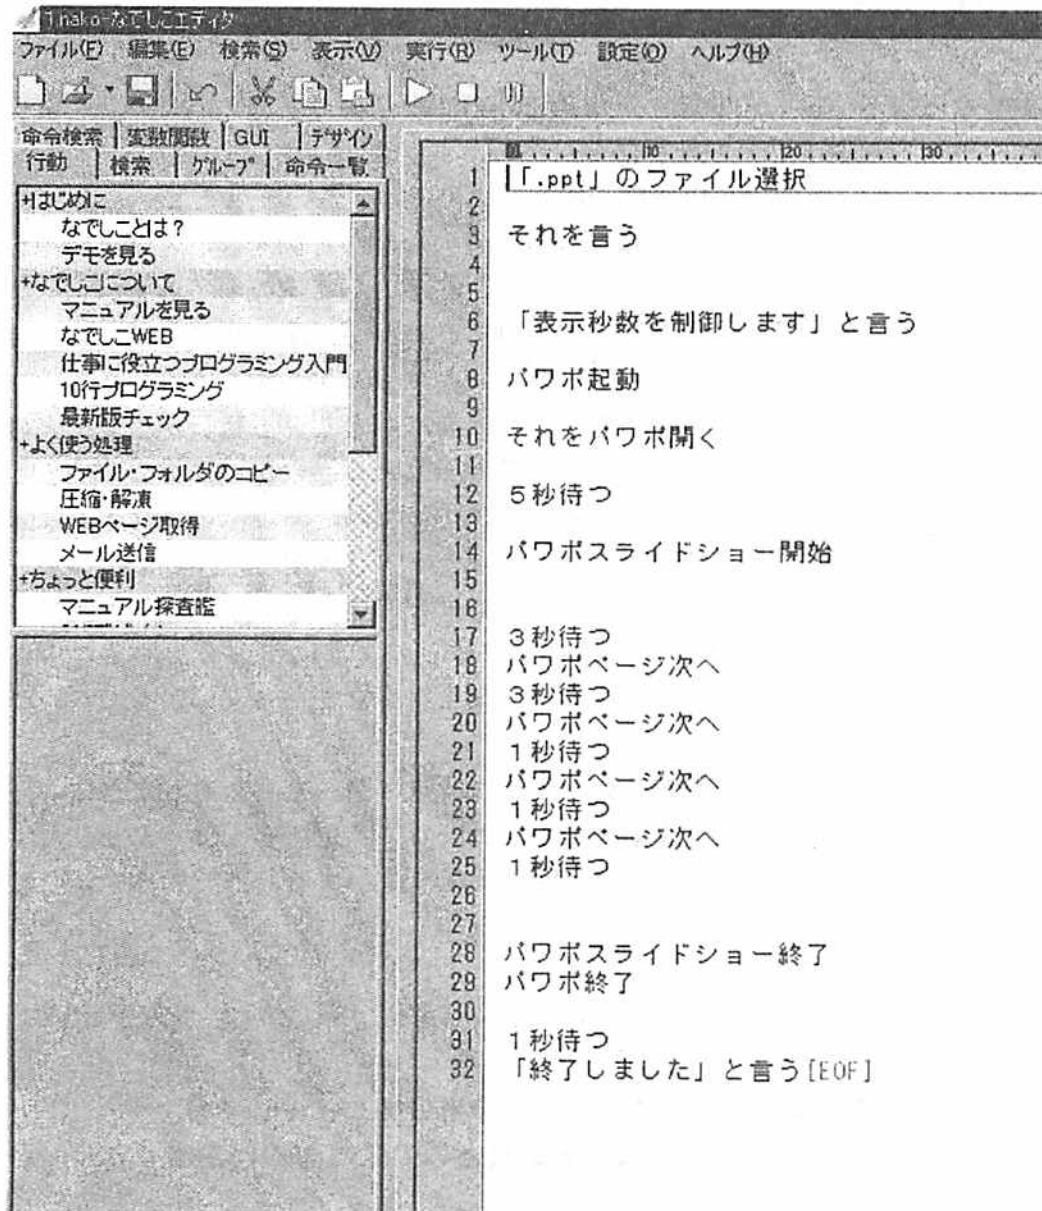 1.nako-なでしこエディタ
ファイル(F) 編集(E) 検索(S) 表示(V) 実行(R) ツール(T) 設定(O) ヘルプ(H)
命令検索 変数関数 GUI デザイン
行動 検索 グループ 命令一覧
+はじめに
なでしことは？
デモを見る
+なでしこについて
マニュアルを見る
なでしこWEB
仕事に役立つプログラミング入門
10行プログラミング
最新版チェック
+よく使う処理
ファイル・フォルダのコピー
圧縮・解凍
WEBページ取得
メール送信
+ちょっと便利
マニュアル探査艦
10 20 30
1 「.ppt」のファイル選択
2
3 それを言う
4
5
6 「表示秒数を制御します」と言う
7
8 パワポ起動
9
10 それをパワポ開く
11
12 5秒待つ
13
14 パワポスライドショー開始
15
16
17 3秒待つ
18 パワポページ次へ
19 3秒待つ
20 パワポページ次へ
21 1秒待つ
22 パワポページ次へ
23 1秒待つ
24 パワポページ次へ
25 1秒待つ
26
27
28 パワポスライドショー終了
29 パワポ終了
30
31 1秒待つ
32 「終了しました」と言う[EOF]